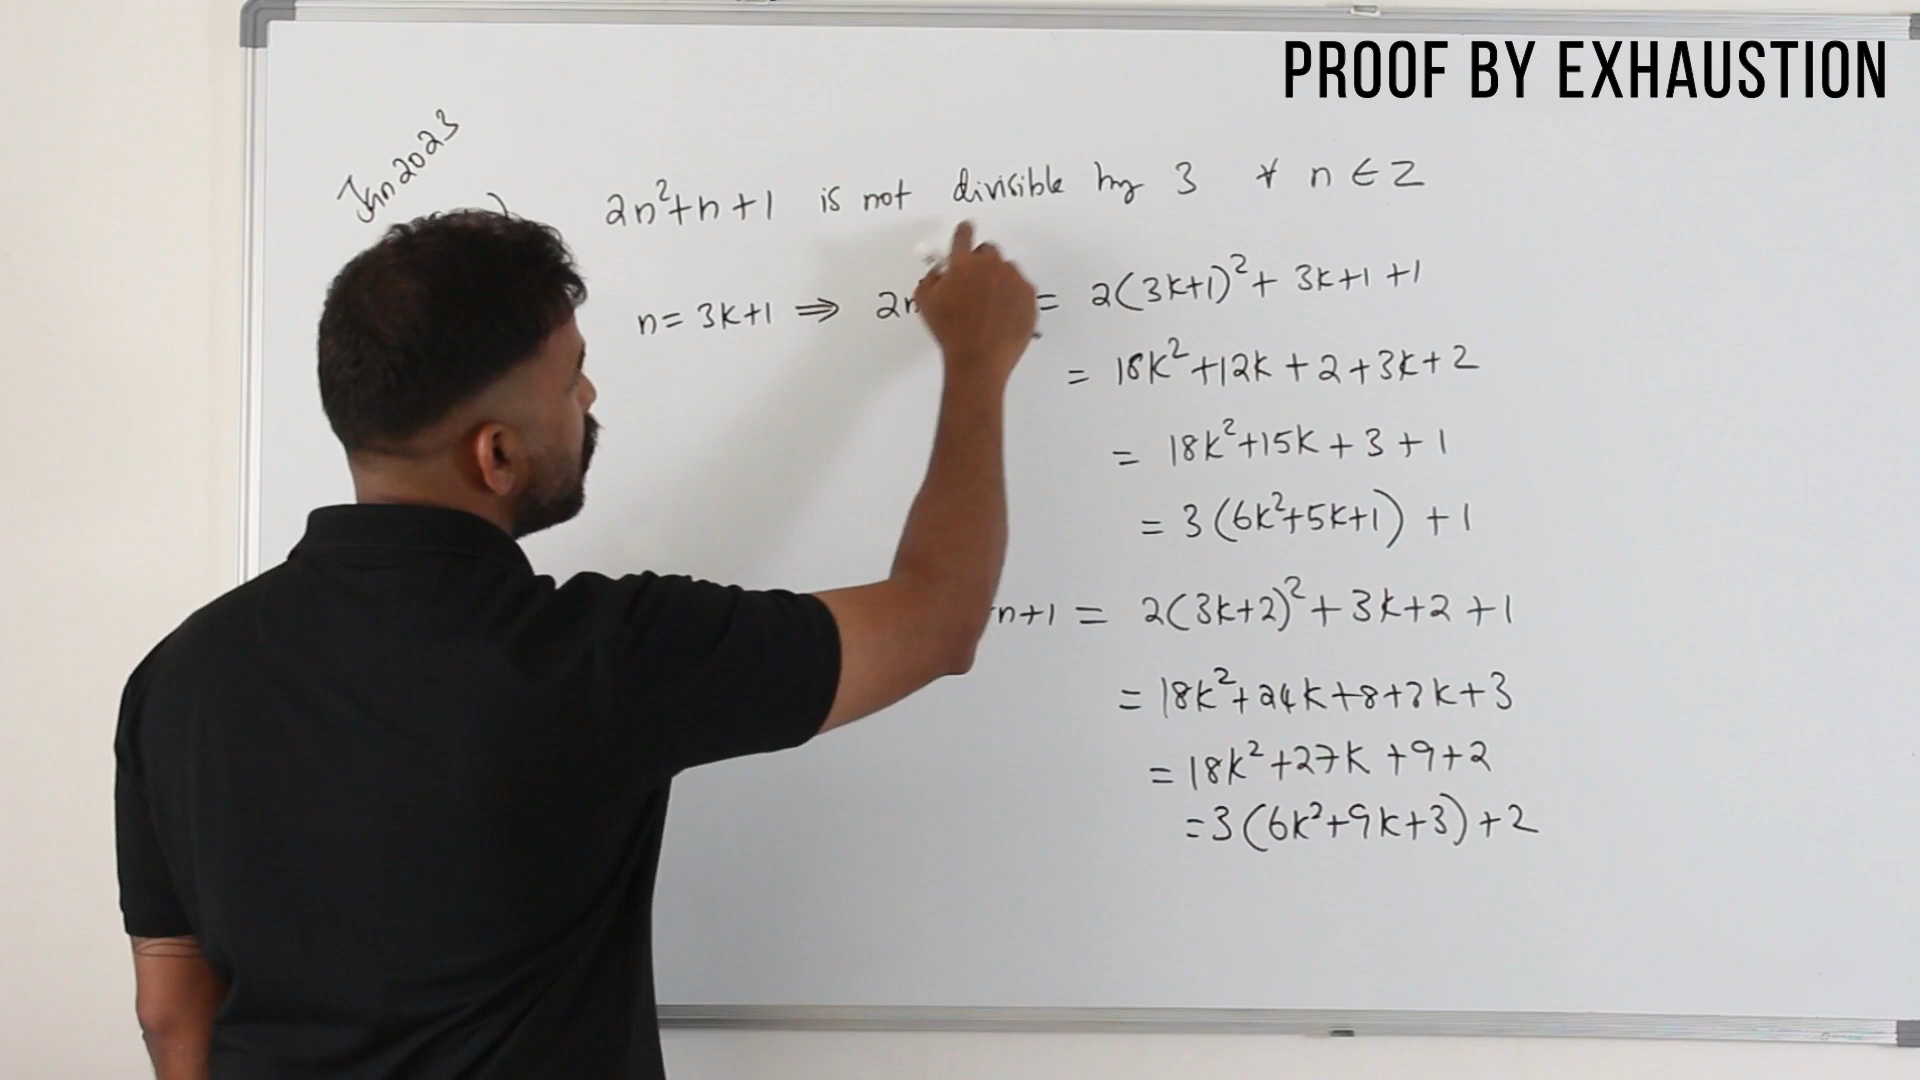 PROOF BY EXHAUSTION
Jan 2023
2n²+n+1 is not divisible by 3 ∀ n ∈ Z
n = 3k+1 ⇒ 2n = 2(3k+1)² + 3k+1 +1
= 18k² +12k + 2 +3k + 2
= 18k²+15k + 3 + 1
= 3(6k²+5k+1) + 1
n+1 = 2(3k+2)² + 3k+2 +1
= 18k²+24k+8+3k+3
= 18k²+27k +9+2
=3(6k²+9k+3)+2